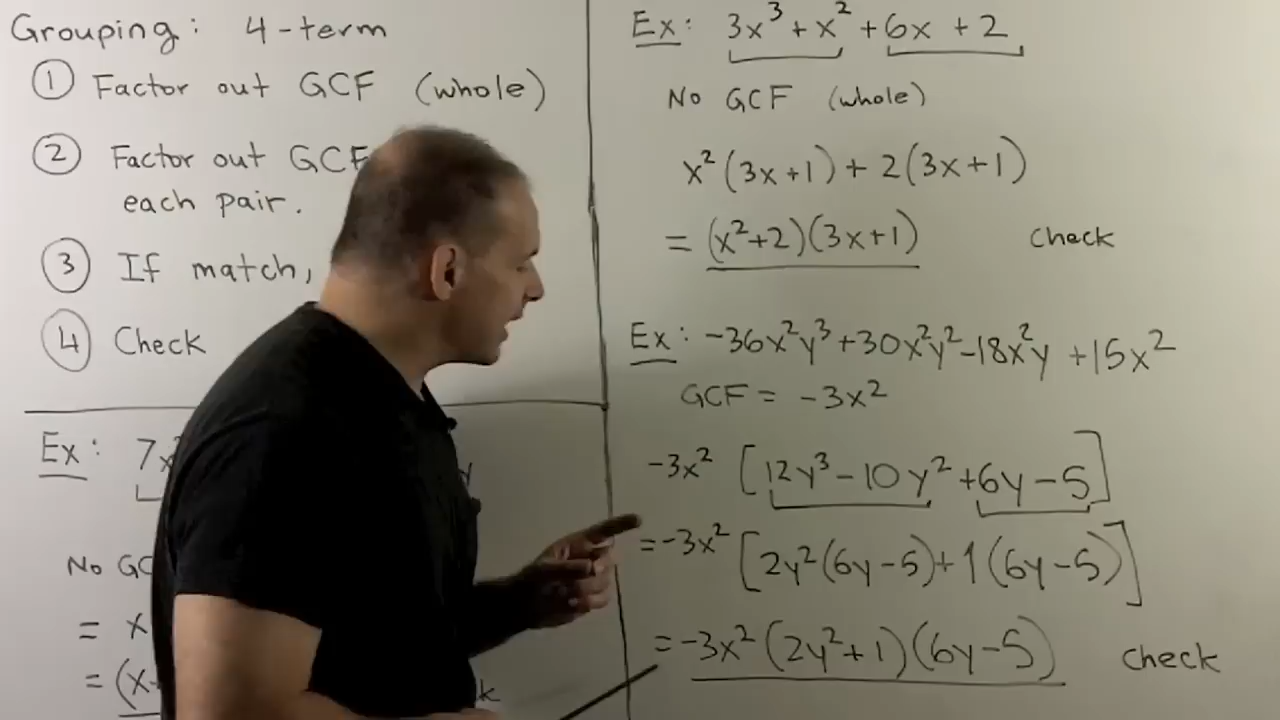 Grouping: 4-term
① Factor out GCF (whole)
② Factor out GCF
each pair.
③ If match,
④ Check
Ex: 7x
No GC
= x
= (x
Ex: 3x³ + x² + 6x + 2
No GCF (whole)
x² (3x+1) + 2 (3x+1)
= (x²+2)(3x+1) Check
Ex: -36x²y³ +30x²y² -18x²y +15x²
GCF = -3x²
-3x² [12y³ - 10y² + 6y - 5]
= -3x² [2y²(6y-5) + 1(6y-5)]
= -3x² (2y²+1)(6y-5) Check